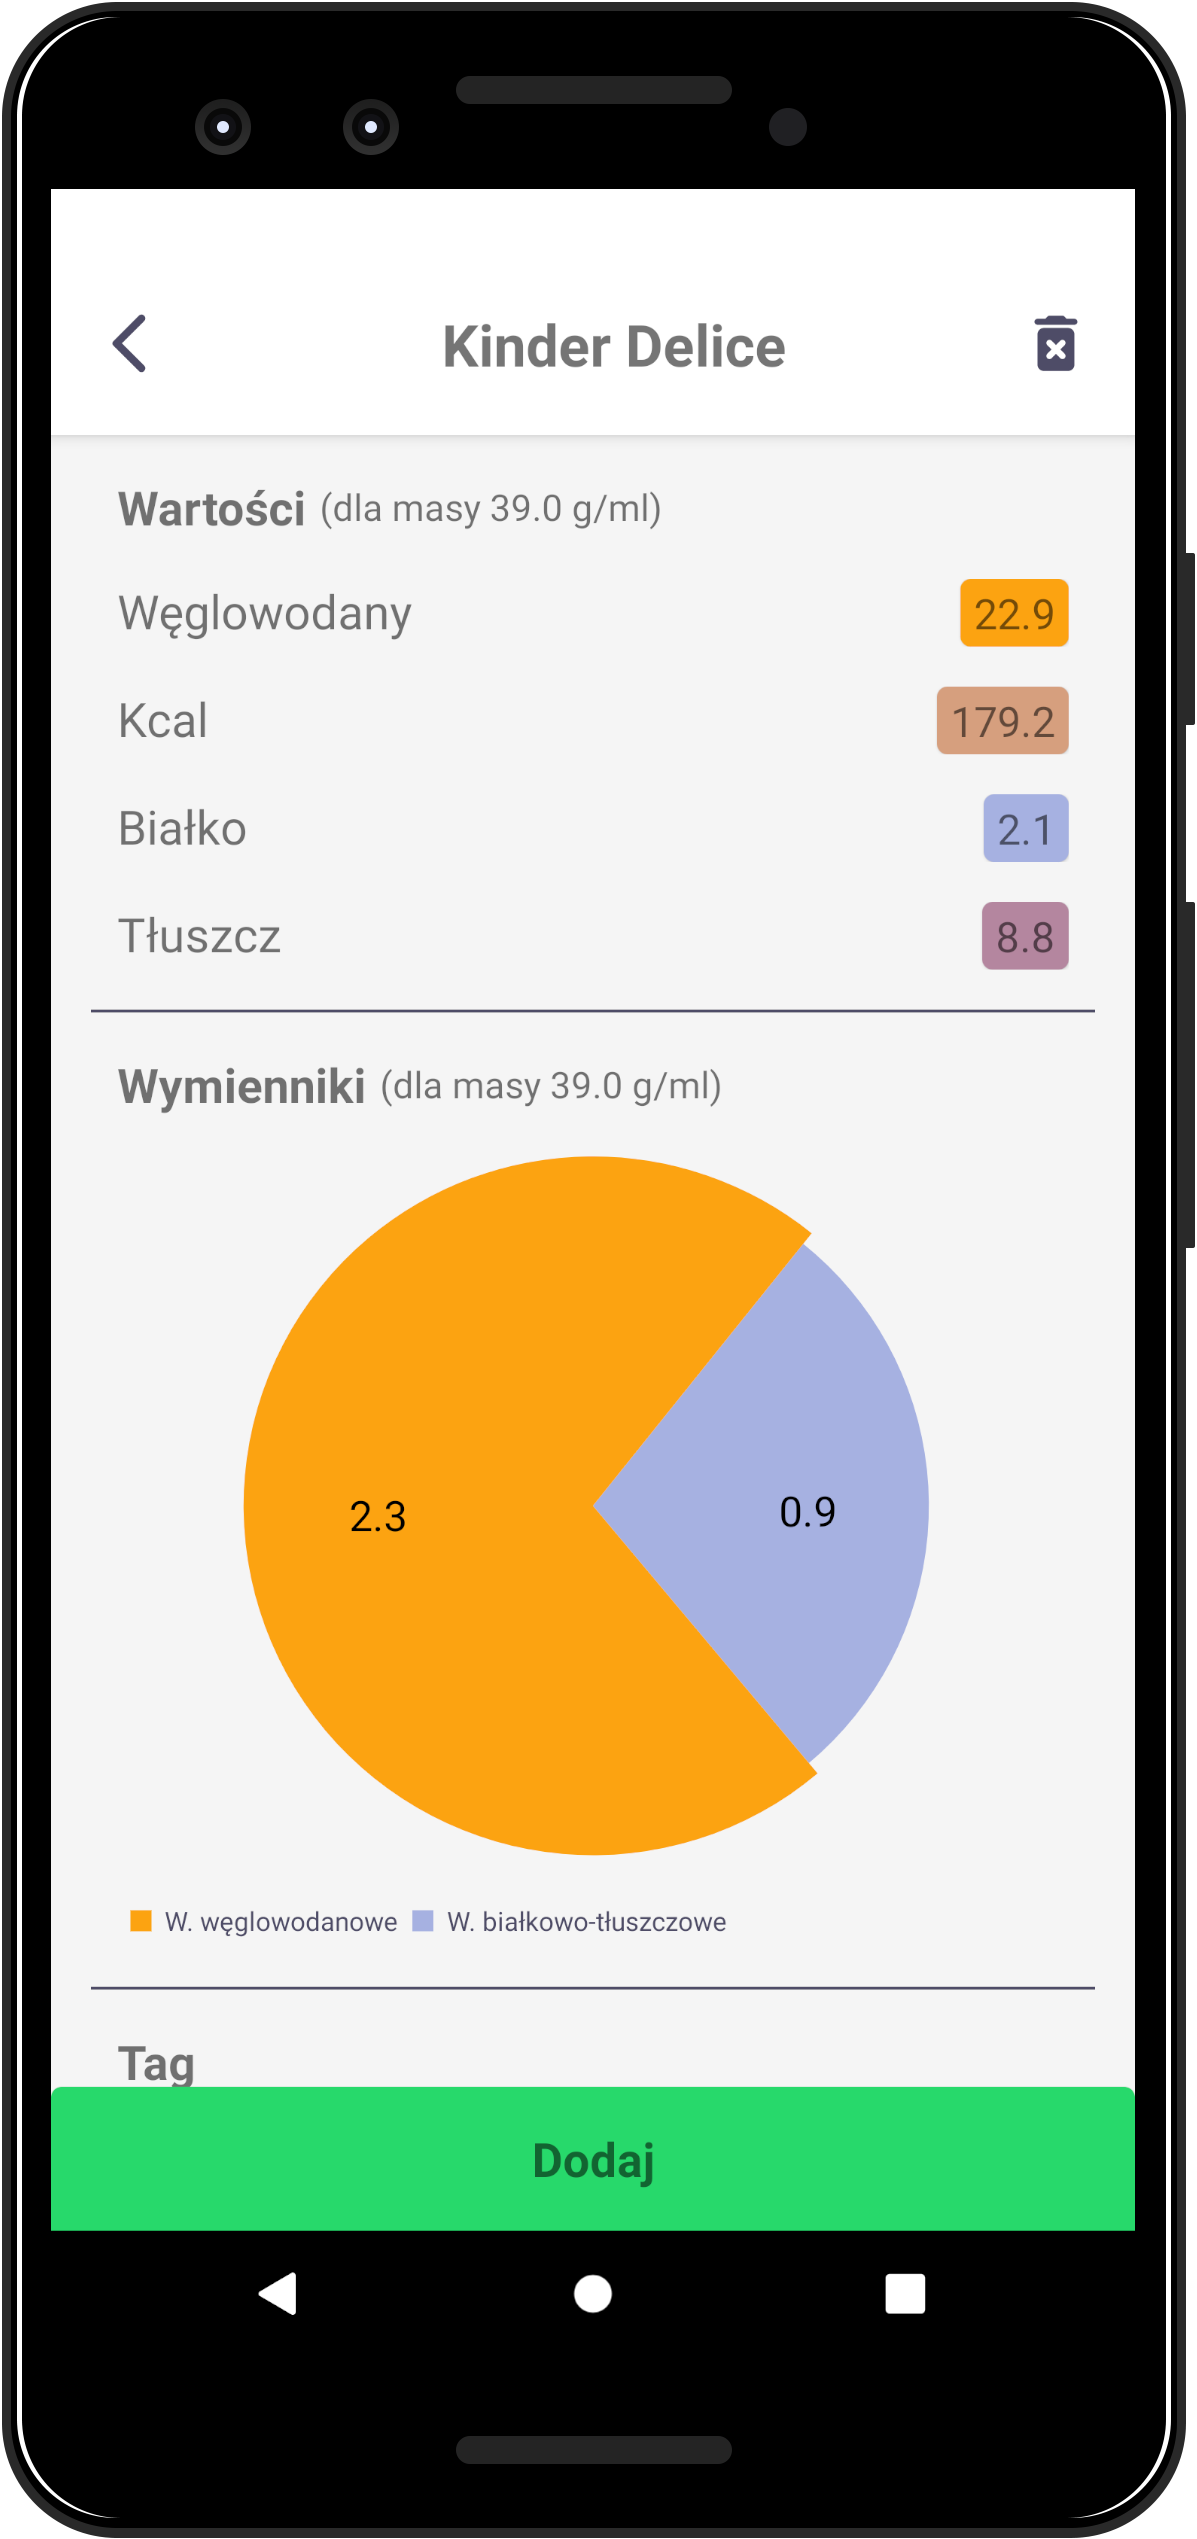 Kinder Delice
Wartości (dla masy 39.0 g/ml)
Węglowodany 22.9
Kcal 179.2
Białko 2.1
Tłuszcz 8.8
Wymienniki (dla masy 39.0 g/ml)
2.3 0.9
W. węglowodanowe W. białkowo-tłuszczowe
Tag
Dodaj